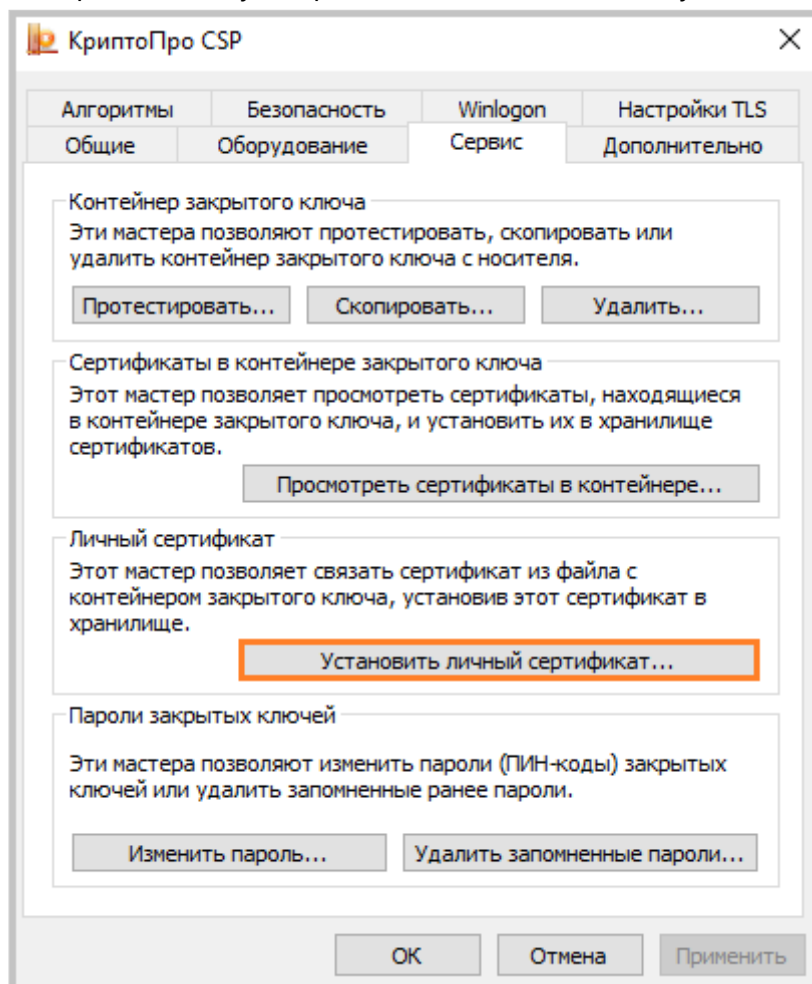 КриптоПро CSP
Алгоритмы Безопасность Winlogon Настройки TLS
Общие Оборудование Сервис Дополнительно
Контейнер закрытого ключа
Эти мастера позволяют протестировать, скопировать или
удалить контейнер закрытого ключа с носителя.
Протестировать... Скопировать... Удалить...
Сертификаты в контейнере закрытого ключа
Этот мастер позволяет просмотреть сертификаты, находящиеся
в контейнере закрытого ключа, и установить их в хранилище
сертификатов.
Просмотреть сертификаты в контейнере...
Личный сертификат
Этот мастер позволяет связать сертификат из файла с
контейнером закрытого ключа, установив этот сертификат в
хранилище.
Установить личный сертификат...
Пароли закрытых ключей
Эти мастера позволяют изменить пароли (ПИН-коды) закрытых
ключей или удалить запомненные ранее пароли.
Изменить пароль... Удалить запомненные пароли...
ОК Отмена Применить